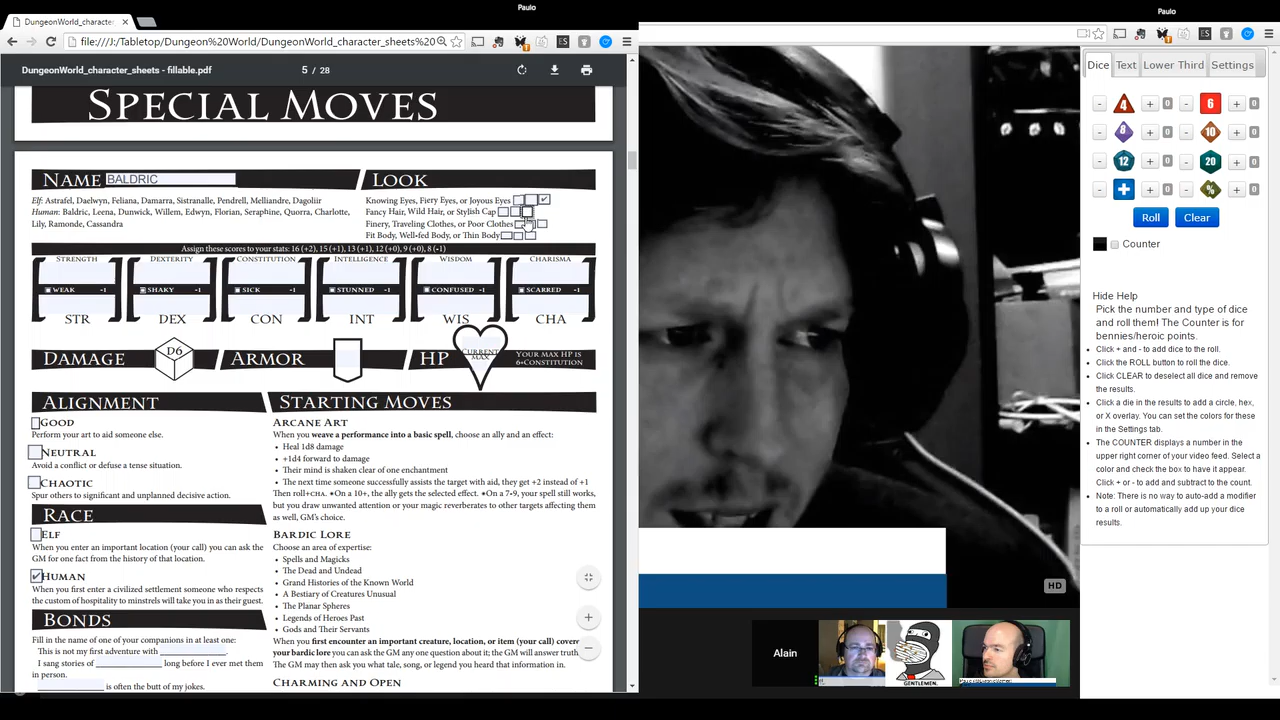 Paulo
Paulo
DungeonWorld_character_
file:///J:/Tabletop/Dungeon%20World/DungeonWorld_character_sheets%20
DungeonWorld_character_sheets - fillable.pdf
5 / 28
SPECIAL MOVES
NAME BALDRIC
LOOK
Elf: Astrafel, Daelwyn, Feliana, Damarra, Sistranalle, Pendrell, Melliandre, Dagoliir
Human: Baldric, Leena, Dunwick, Willem, Edwyn, Florian, Seraphine, Quorra, Charlotte,
Lily, Ramonde, Cassandra
Knowing Eyes, Fiery Eyes, or Joyous Eyes
Fancy Hair, Wild Hair, or Stylish Cap
Finery, Traveling Clothes, or Poor Clothes
Fit Body, Well-fed Body, or Thin Body
Assign these scores to your stats: 16 (+2), 15 (+1), 13 (+1), 12 (+0), 9 (+0), 8 (-1)
STRENGTH DEXTERITY CONSTITUTION INTELLIGENCE WISDOM CHARISMA
WEAK -1 SHAKY -1 SICK -1 STUNNED -1 CONFUSED -1 SCARRED -1
STR DEX CON INT WIS CHA
DAMAGE D6 ARMOR HP
CURRENT
MAX
YOUR MAX HP IS
6+CONSTITUTION
ALIGNMENT
GOOD
Perform your art to aid someone else.
NEUTRAL
Avoid a conflict or defuse a tense situation.
CHAOTIC
Spur others to significant and unplanned decisive action.
RACE
ELF
When you enter an important location (your call) you can ask the
GM for one fact from the history of that location.
HUMAN
When you first enter a civilized settlement someone who respects
the custom of hospitality to minstrels will take you in as their guest.
BONDS
Fill in the name of one of your companions in at least one:
This is not my first adventure with ______________.
I sang stories of ______________ long before I ever met them
in person.
______________ is often the butt of my jokes.
STARTING MOVES
ARCANE ART
When you weave a performance into a basic spell, choose an ally and an effect:
• Heal 1d8 damage
• +1d4 forward to damage
• Their mind is shaken clear of one enchantment
• The next time someone successfully assists the target with aid, they get +2 instead of +1
Then roll+CHA. •On a 10+, the ally gets the selected effect. •On a 7-9, your spell still works,
but you draw unwanted attention or your magic reverberates to other targets affecting them
as well, GM's choice.
BARDIC LORE
Choose an area of expertise:
• Spells and Magicks
• The Dead and Undead
• Grand Histories of the Known World
• A Bestiary of Creatures Unusual
• The Planar Spheres
• Legends of Heroes Past
• Gods and Their Servants
When you first encounter an important creature, location, or item (your call) covere
your bardic lore you can ask the GM any one question about it; the GM will answer truth
The GM may then ask you what tale, song, or legend you heard that information in.
CHARMING AND OPEN
HD
Alain
GENTLEMEN.
Dice Text Lower Third Settings
- 4 + 0 - 6 + 0
- 8 + 0 - 10 + 0
- 12 + 0 - 20 + 0
- + + 0 - % + 0
Roll Clear
Counter
Hide Help
Pick the number and type of dice
and roll them! The Counter is for
bennies/heroic points.
• Click + and - to add dice to the roll.
• Click the ROLL button to roll the dice.
• Click CLEAR to deselect all dice and remove
the results.
• Click a die in the results to add a circle, hex,
or X overlay. You can set the colors for these
in the Settings tab.
• The COUNTER displays a number in the
upper right corner of your video feed. Select a
color and check the box to have it appear.
Click + or - to add and subtract to the count.
• Note: There is no way to auto-add a modifier
to a roll or automatically add up your dice
results.